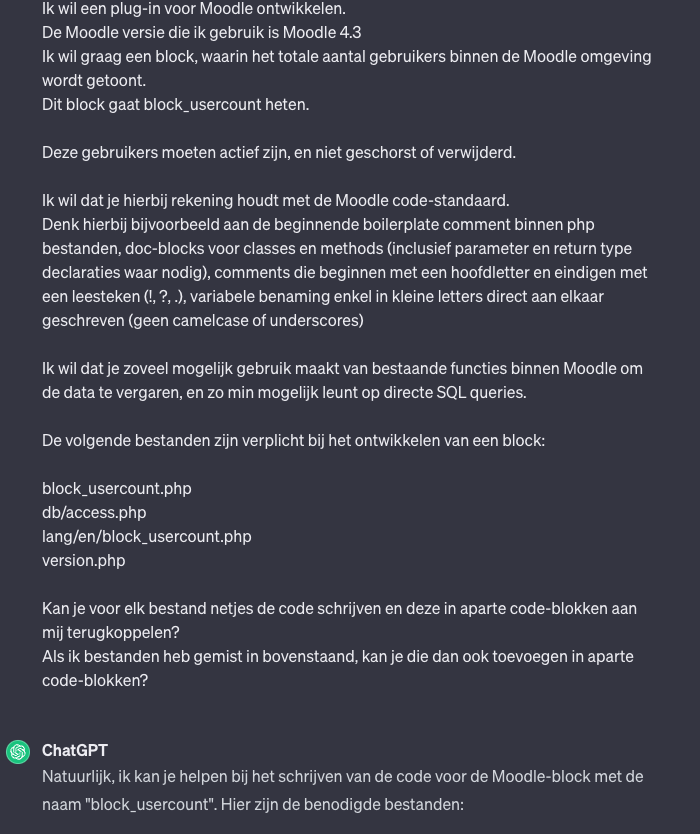 Ik wil een plug-in voor Moodle ontwikkelen.
De Moodle versie die ik gebruik is Moodle 4.3
Ik wil graag een block, waarin het totale aantal gebruikers binnen de Moodle omgeving
wordt getoont.
Dit block gaat block_usercount heten.
Deze gebruikers moeten actief zijn, en niet geschorst of verwijderd.
Ik wil dat je hierbij rekening houdt met de Moodle code-standaard.
Denk hierbij bijvoorbeeld aan de beginnende boilerplate comment binnen php
bestanden, doc-blocks voor classes en methods (inclusief parameter en return type
declaraties waar nodig), comments die beginnen met een hoofdletter en eindigen met
een leesteken (!, ?, .), variabele benaming enkel in kleine letters direct aan elkaar
geschreven (geen camelcase of underscores)
Ik wil dat je zoveel mogelijk gebruik maakt van bestaande functies binnen Moodle om
de data te vergaren, en zo min mogelijk leunt op directe SQL queries.
De volgende bestanden zijn verplicht bij het ontwikkelen van een block:
block_usercount.php
db/access.php
lang/en/block_usercount.php
version.php
Kan je voor elk bestand netjes de code schrijven en deze in aparte code-blokken aan
mij terugkoppelen?
Als ik bestanden heb gemist in bovenstaand, kan je die dan ook toevoegen in aparte
code-blokken?
ChatGPT
Natuurlijk, ik kan je helpen bij het schrijven van de code voor de Moodle-block met de
naam "block_usercount". Hier zijn de benodigde bestanden: